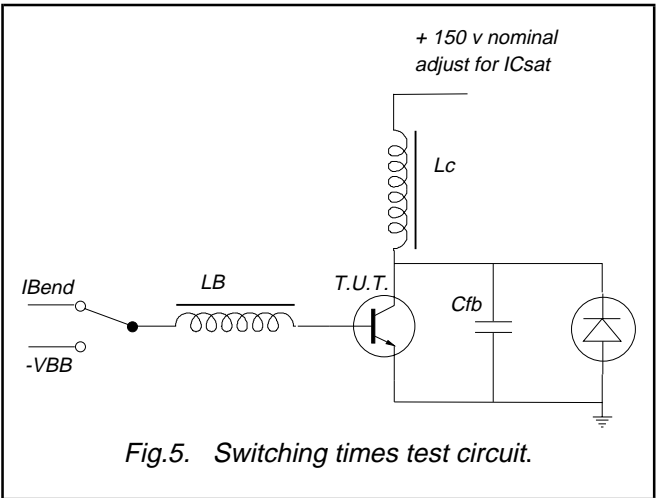 + 150 v nominal
adjust for ICsat
Lc
IBend
LB
T.U.T.
Cfb
-VBB
Fig.5. Switching times test circuit.